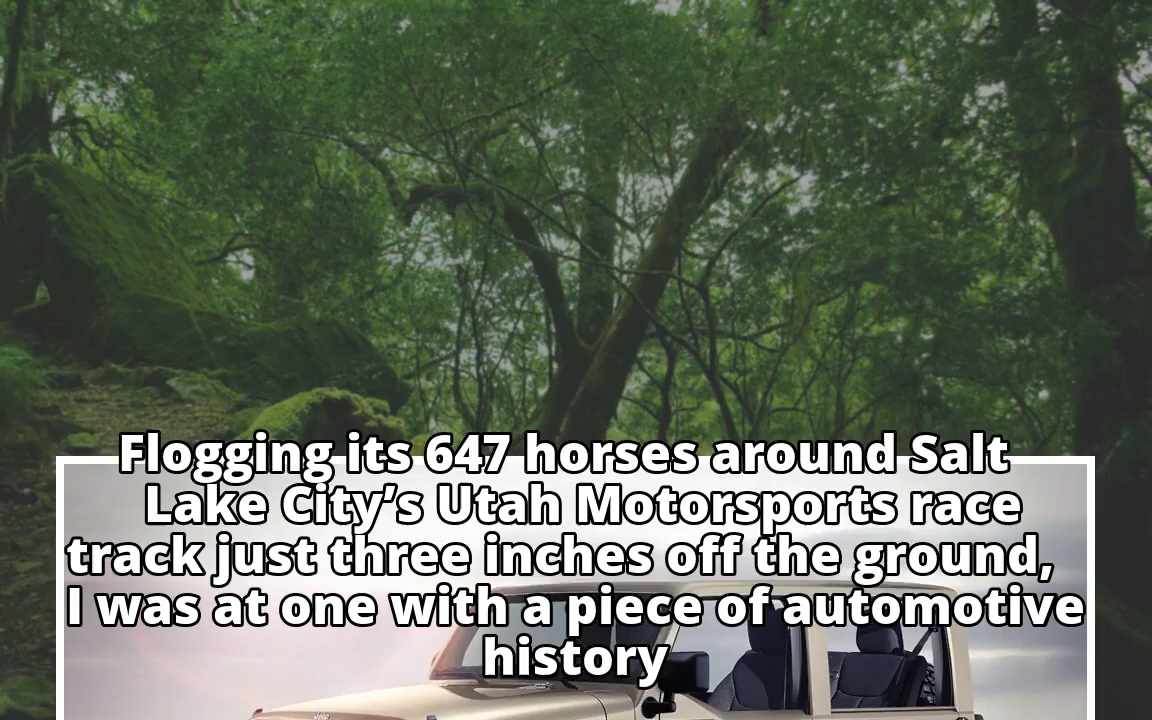 Flogging its 647 horses around Salt
Lake City’s Utah Motorsports race
track just three inches off the ground,
I was at one with a piece of automotive
history
Jeep